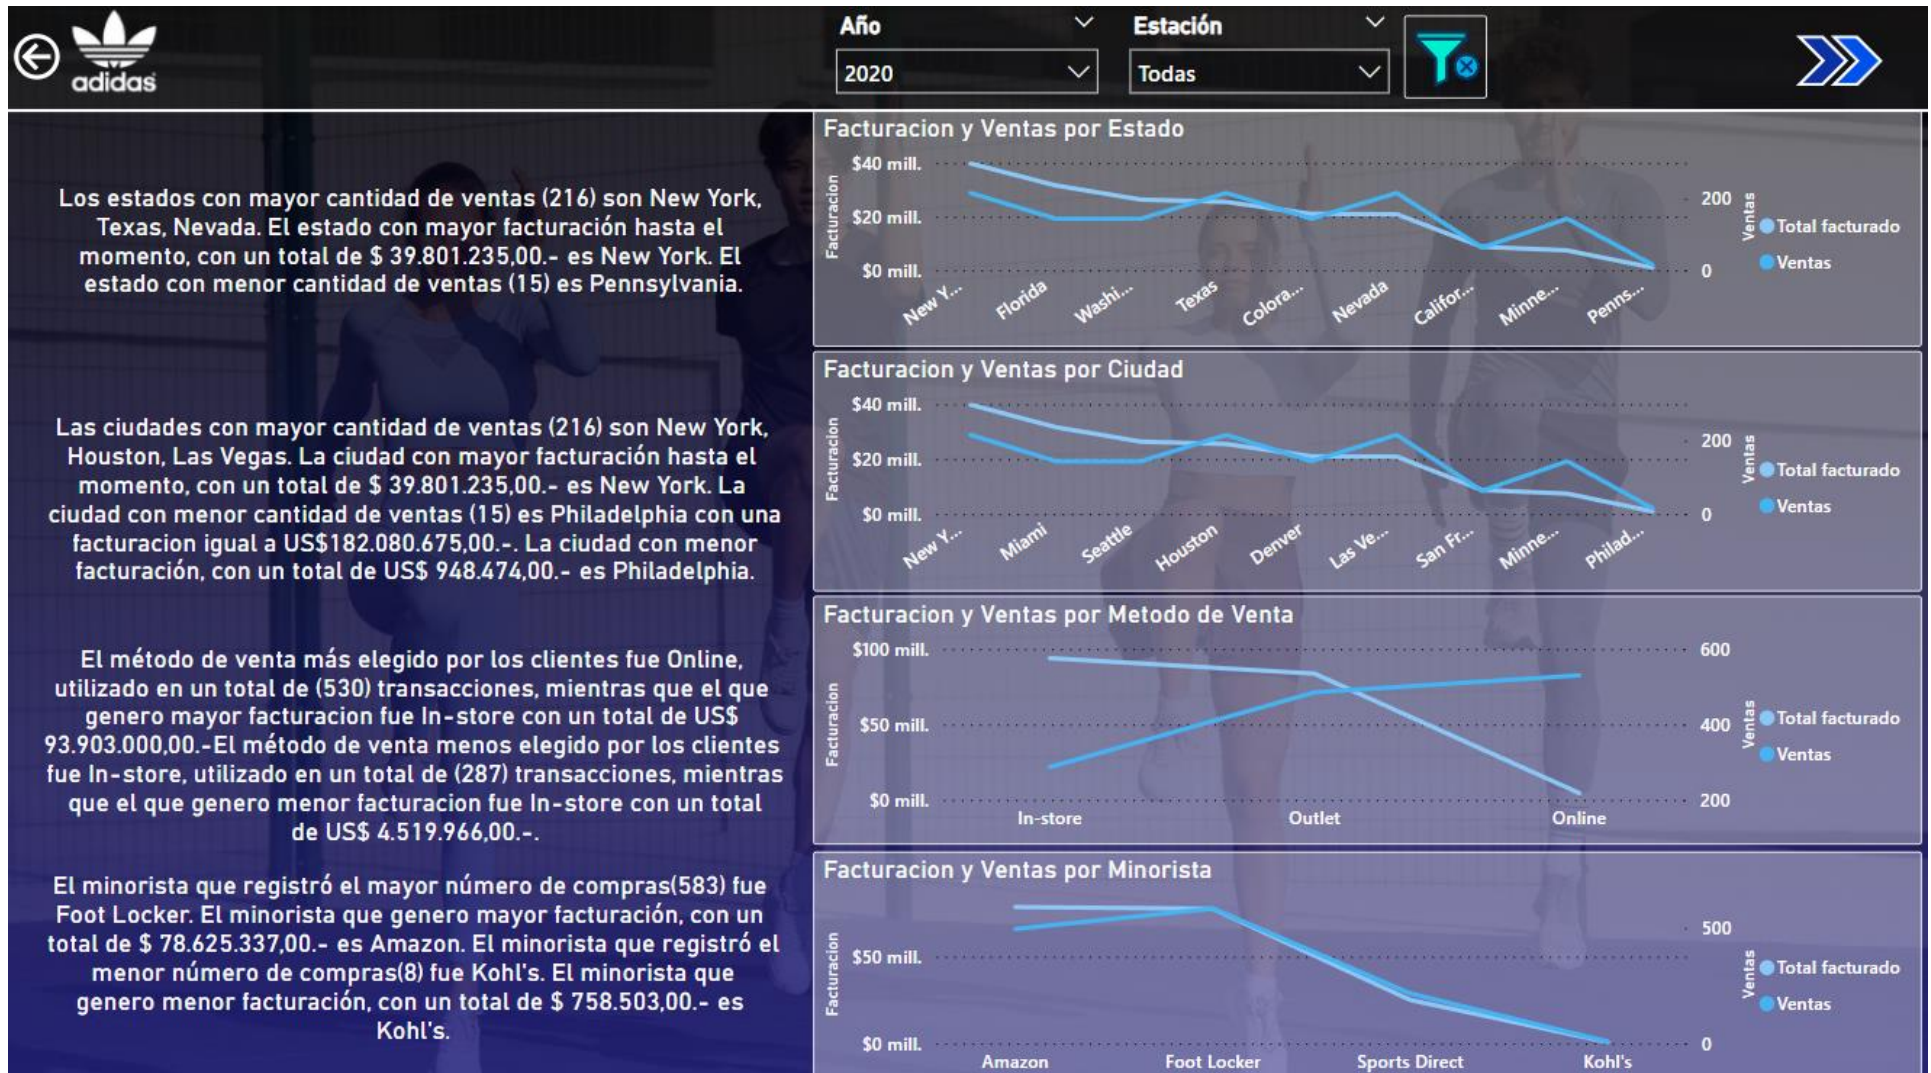 adidas
Año
2020
Estación
Todas
Los estados con mayor cantidad de ventas (216) son New York,
Texas, Nevada. El estado con mayor facturación hasta el
momento, con un total de $ 39.801.235,00.- es New York. El
estado con menor cantidad de ventas (15) es Pennsylvania.
Las ciudades con mayor cantidad de ventas (216) son New York,
Houston, Las Vegas. La ciudad con mayor facturación hasta el
momento, con un total de $ 39.801.235,00.- es New York. La
ciudad con menor cantidad de ventas (15) es Philadelphia con una
facturacion igual a US$182.080.675,00.-. La ciudad con menor
facturación, con un total de US$ 948.474,00.- es Philadelphia.
El método de venta más elegido por los clientes fue Online,
utilizado en un total de (530) transacciones, mientras que el que
genero mayor facturacion fue In-store con un total de US$
93.903.000,00.-El método de venta menos elegido por los clientes
fue In-store, utilizado en un total de (287) transacciones, mientras
que el que genero menor facturacion fue In-store con un total
de US$ 4.519.966,00.-.
El minorista que registró el mayor número de compras(583) fue
Foot Locker. El minorista que genero mayor facturación, con un
total de $ 78.625.337,00.- es Amazon. El minorista que registró el
menor número de compras(8) fue Kohl's. El minorista que
genero menor facturación, con un total de $ 758.503,00.- es
Kohl's.
Facturacion y Ventas por Estado
Facturacion
$40 mill.
$20 mill.
$0 mill.
200
0
Ventas
Total facturado
Ventas
New Y...
Florida
Washi...
Texas
Colora...
Nevada
Califor...
Minne...
Penns...
Facturacion y Ventas por Ciudad
Facturacion
$40 mill.
$20 mill.
$0 mill.
200
0
Ventas
Total facturado
Ventas
New Y...
Miami
Seattle
Houston
Denver
Las Ve...
San Fr...
Minne...
Philad...
Facturacion y Ventas por Metodo de Venta
Facturacion
$100 mill.
$50 mill.
$0 mill.
600
400
200
Ventas
Total facturado
Ventas
In-store
Outlet
Online
Facturacion y Ventas por Minorista
Facturacion
$50 mill.
$0 mill.
500
0
Ventas
Total facturado
Ventas
Amazon
Foot Locker
Sports Direct
Kohl's